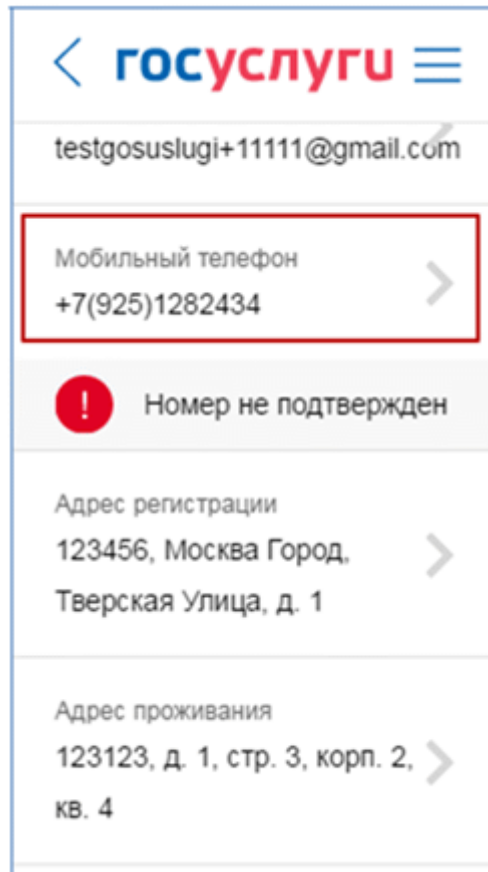 госуслуги
testgosuslugi+11111@gmail.com
Мобильный телефон
+7(925)1282434
! Номер не подтвержден
Адрес регистрации
123456, Москва Город,
Тверская Улица, д. 1
Адрес проживания
123123, д. 1, стр. 3, корп. 2,
кв. 4